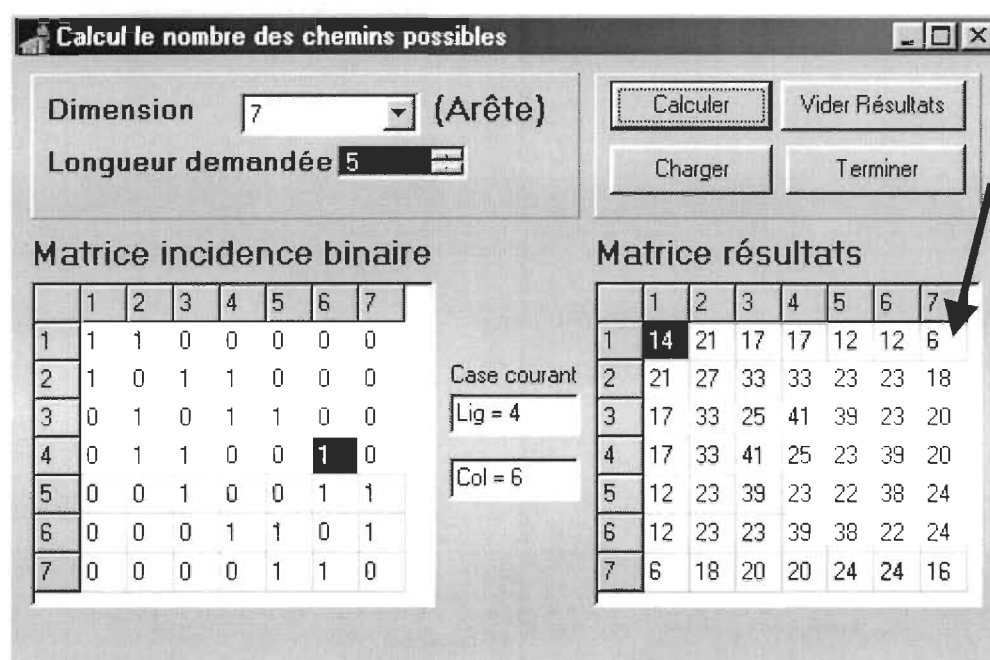 Calcul le nombre des chemins possibles
Dimension 7 (Arête)
Longueur demandée 5
Calculer Vider Résultats
Charger Terminer
Matrice incidence binaire
1 2 3 4 5 6 7
1 1 1 0 0 0 0 0
2 1 0 1 1 0 0 0
3 0 1 0 1 1 0 0
4 0 1 1 0 0 1 0
5 0 0 1 0 0 1 1
6 0 0 0 1 1 0 1
7 0 0 0 0 1 1 0
Case courant
Lig = 4
Col = 6
Matrice résultats
1 2 3 4 5 6 7
1 14 21 17 17 12 12 6
2 21 27 33 33 23 23 18
3 17 33 25 41 39 23 20
4 17 33 41 25 23 39 20
5 12 23 39 23 22 38 24
6 12 23 23 39 38 22 24
7 6 18 20 20 24 24 16